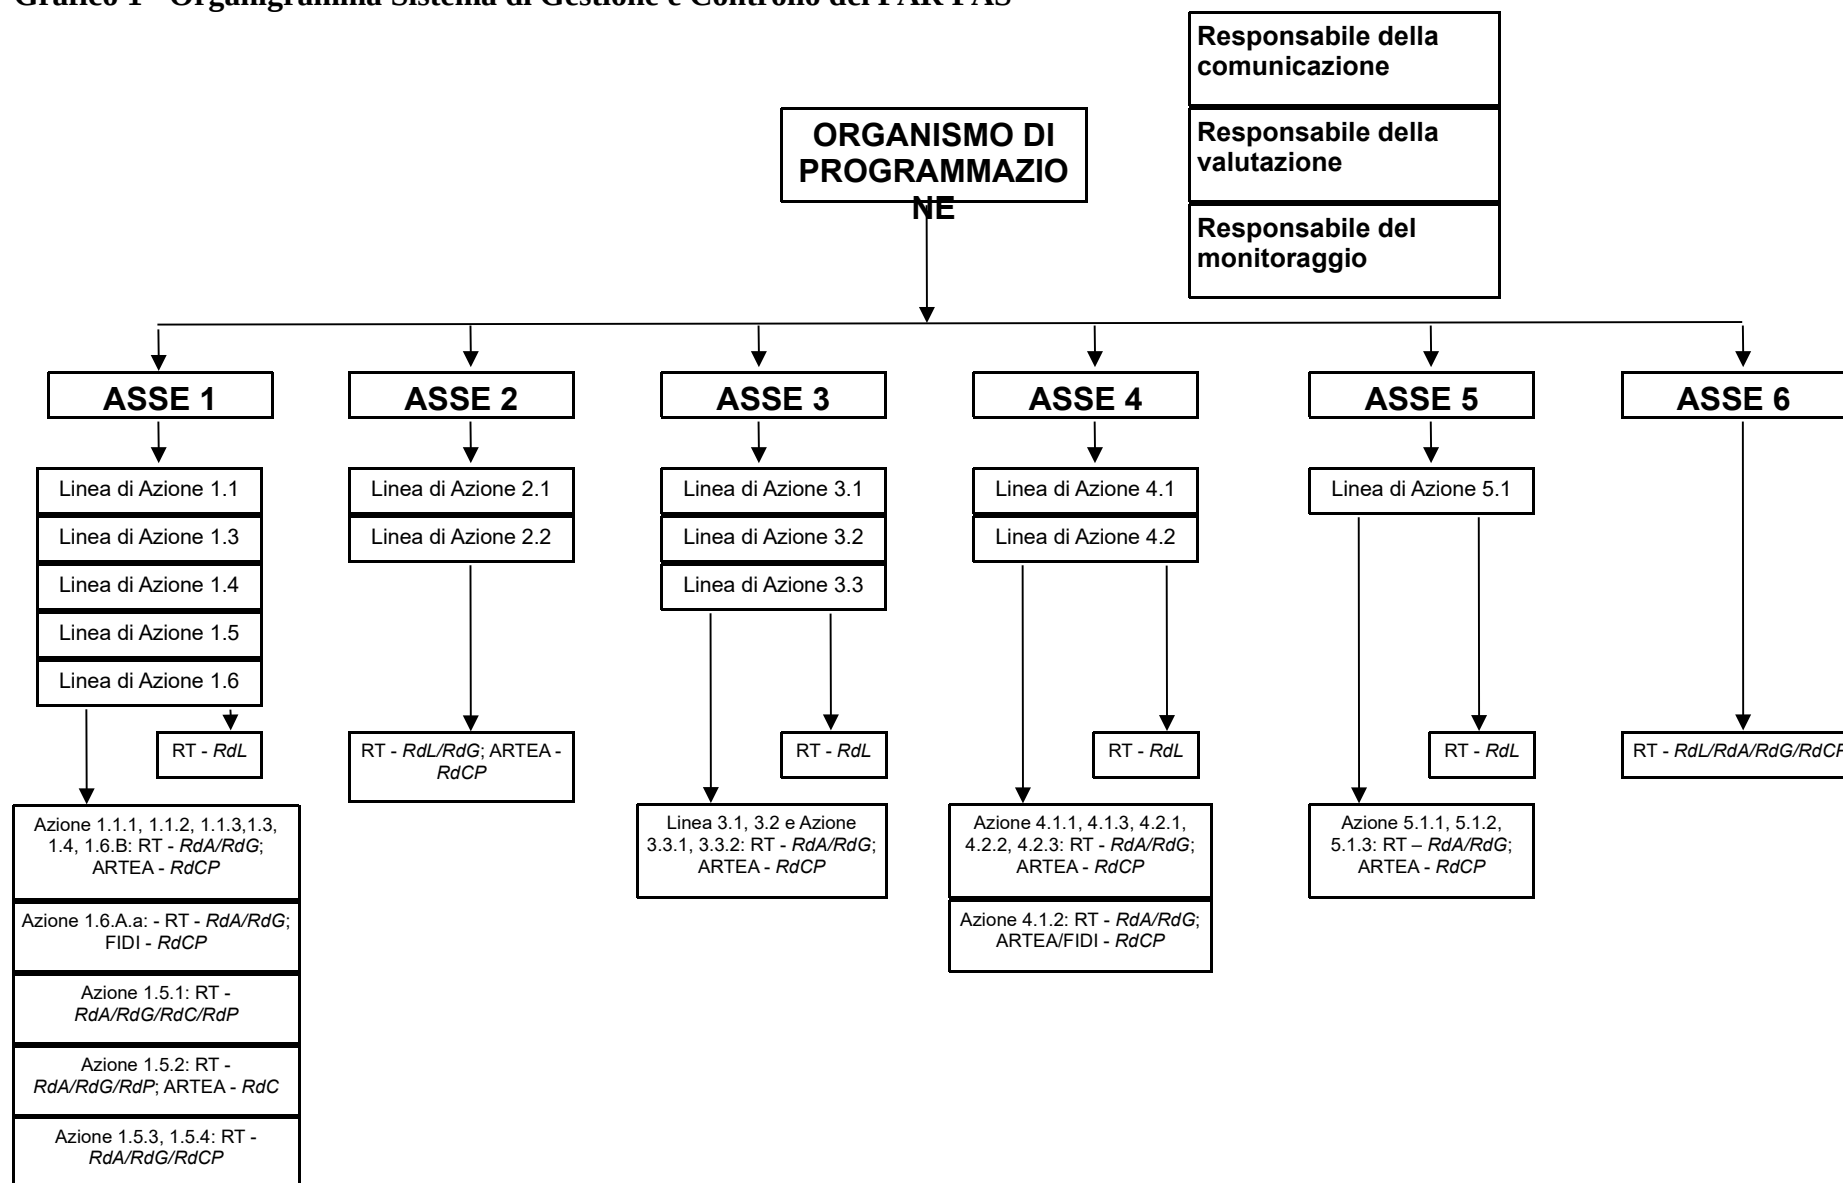 Grafico 1 - Organigramma Sistema di Gestione e Controllo del PAR FAS
Responsabile della
comunicazione
Responsabile della
valutazione
Responsabile del
monitoraggio
ORGANISMO DI
PROGRAMMAZIO
NE
ASSE 1
ASSE 2
ASSE 3
ASSE 4
ASSE 5
ASSE 6
Linea di Azione 1.1
Linea di Azione 1.3
Linea di Azione 1.4
Linea di Azione 1.5
Linea di Azione 1.6
Linea di Azione 2.1
Linea di Azione 2.2
Linea di Azione 3.1
Linea di Azione 3.2
Linea di Azione 3.3
Linea di Azione 4.1
Linea di Azione 4.2
Linea di Azione 5.1
RT - RdL
RT - RdL/RdG; ARTEA -
RdCP
RT - RdL
RT - RdL
RT - RdL
RT - RdL/RdA/RdG/RdCP
Azione 1.1.1, 1.1.2, 1.1.3,1.3,
1.4, 1.6.B: RT - RdA/RdG;
ARTEA - RdCP
Azione 1.6.A.a: - RT - RdA/RdG;
FIDI - RdCP
Azione 1.5.1: RT -
RdA/RdG/RdC/RdP
Azione 1.5.2: RT -
RdA/RdG/RdP; ARTEA - RdC
Azione 1.5.3, 1.5.4: RT -
RdA/RdG/RdCP
Linea 3.1, 3.2 e Azione
3.3.1, 3.3.2: RT - RdA/RdG;
ARTEA - RdCP
Azione 4.1.1, 4.1.3, 4.2.1,
4.2.2, 4.2.3: RT - RdA/RdG;
ARTEA - RdCP
Azione 4.1.2: RT - RdA/RdG;
ARTEA/FIDI - RdCP
Azione 5.1.1, 5.1.2,
5.1.3: RT – RdA/RdG;
ARTEA - RdCP